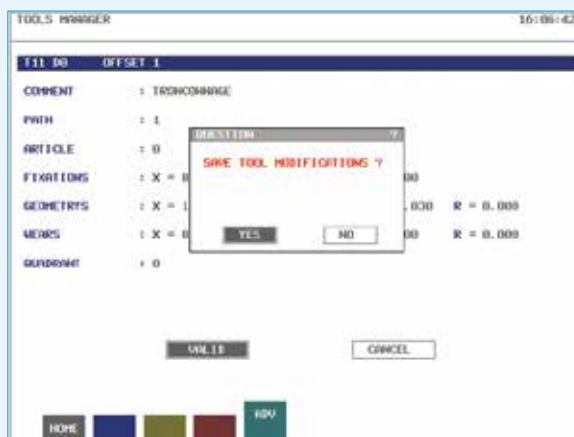 TOOLS MANAGER 16:06:42
T11 D0 OFFSET 1
COMMENT : TRONCONNAGE
PATH : 1
ARTICLE : 0
QUESTION ?
SAVE TOOL MODIFICATIONS ?
FIXATIONS : X = 0 00
GEOMETRYS : X = 1 .030 R = 0.000
WEARS : X = 0 00 R = 0.000
YES NO
QUADRANT : 0
VALID CANCEL
HOME ADV